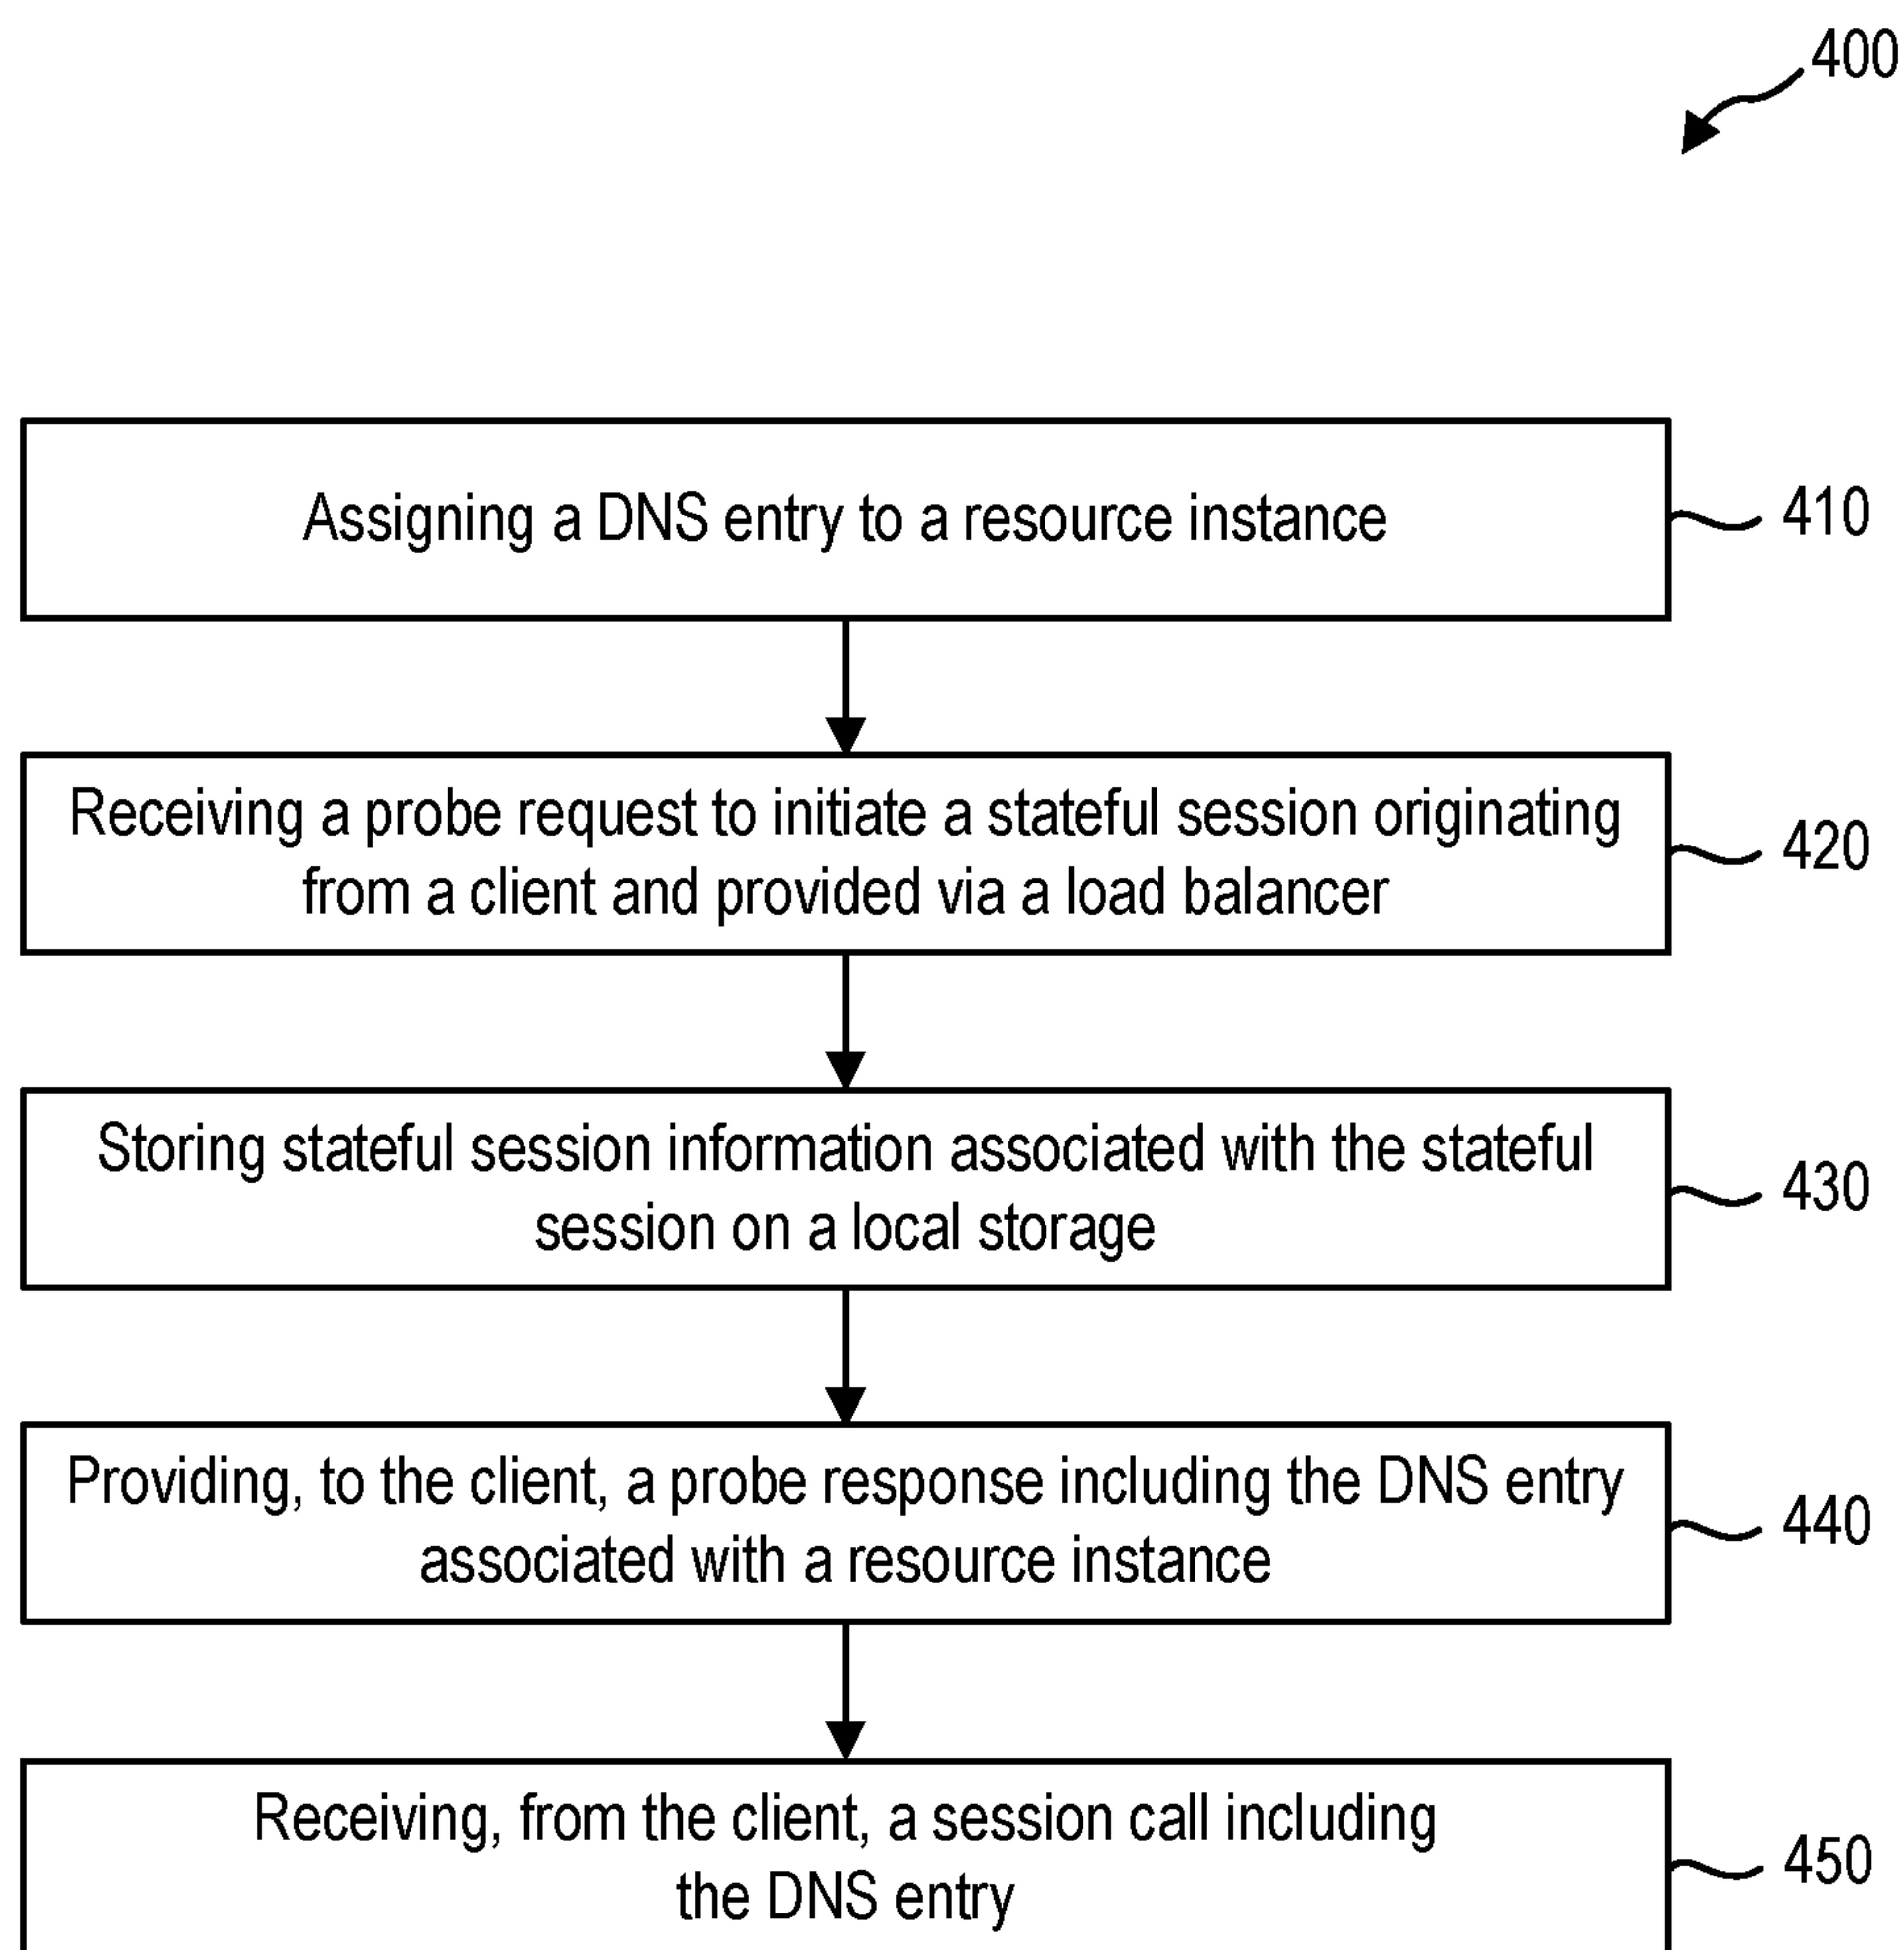 400
Assigning a DNS entry to a resource instance
410
Receiving a probe request to initiate a stateful session originating
from a client and provided via a load balancer
420
Storing stateful session information associated with the stateful
session on a local storage
430
Providing, to the client, a probe response including the DNS entry
associated with a resource instance
440
Receiving, from the client, a session call including
the DNS entry
450